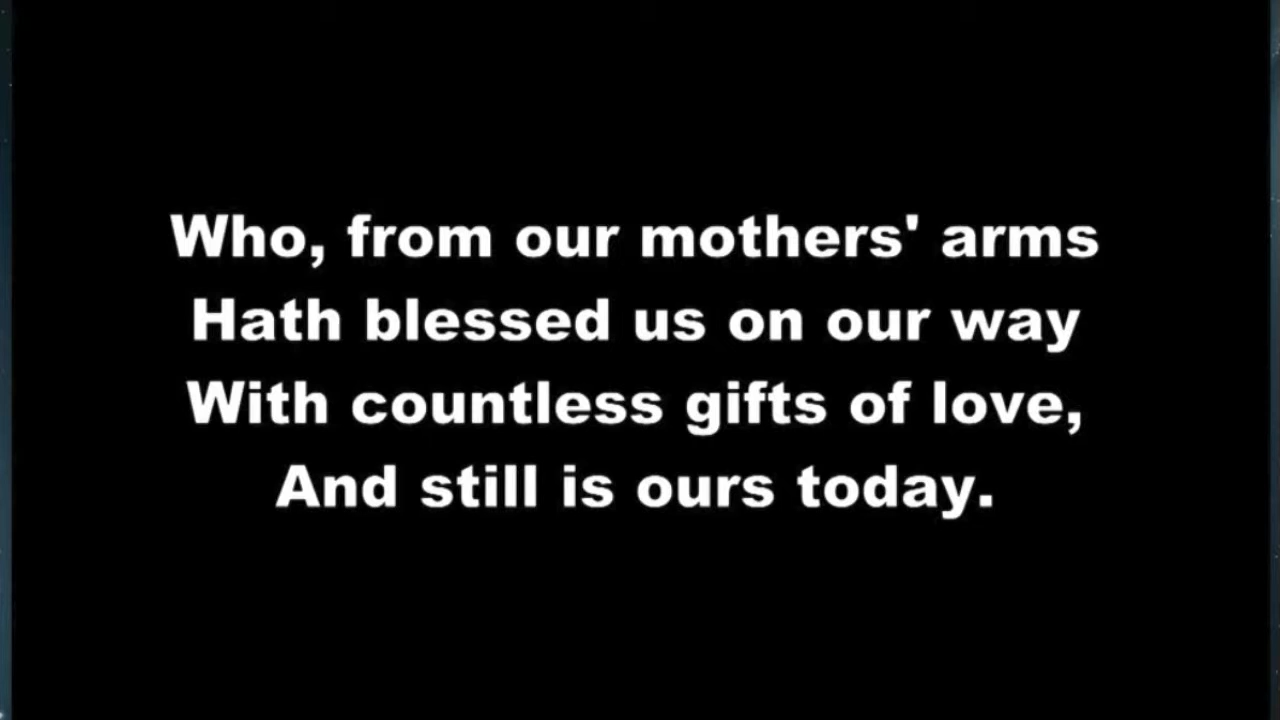 Who, from our mothers' arms
Hath blessed us on our way
With countless gifts of love,
And still is ours today.